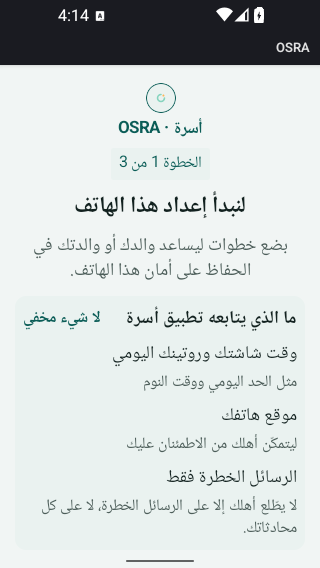 4:14 A
OSRA
أسرة · OSRA
الخطوة 1 من 3
لنبدأ إعداد هذا الهاتف
بضع خطوات ليساعد والدك أو والدتك في
الحفاظ على أمان هذا الهاتف.
ما الذي يتابعه تطبيق أسرة لا شيء مخفي
وقت شاشتك وروتينك اليومي
مثل الحد اليومي ووقت النوم
موقع هاتفك
ليتمكّن أهلك من الاطمئنان عليك
الرسائل الخطرة فقط
لا يطّلع أهلك إلا على الرسائل الخطرة، لا على كل
محادثاتك.